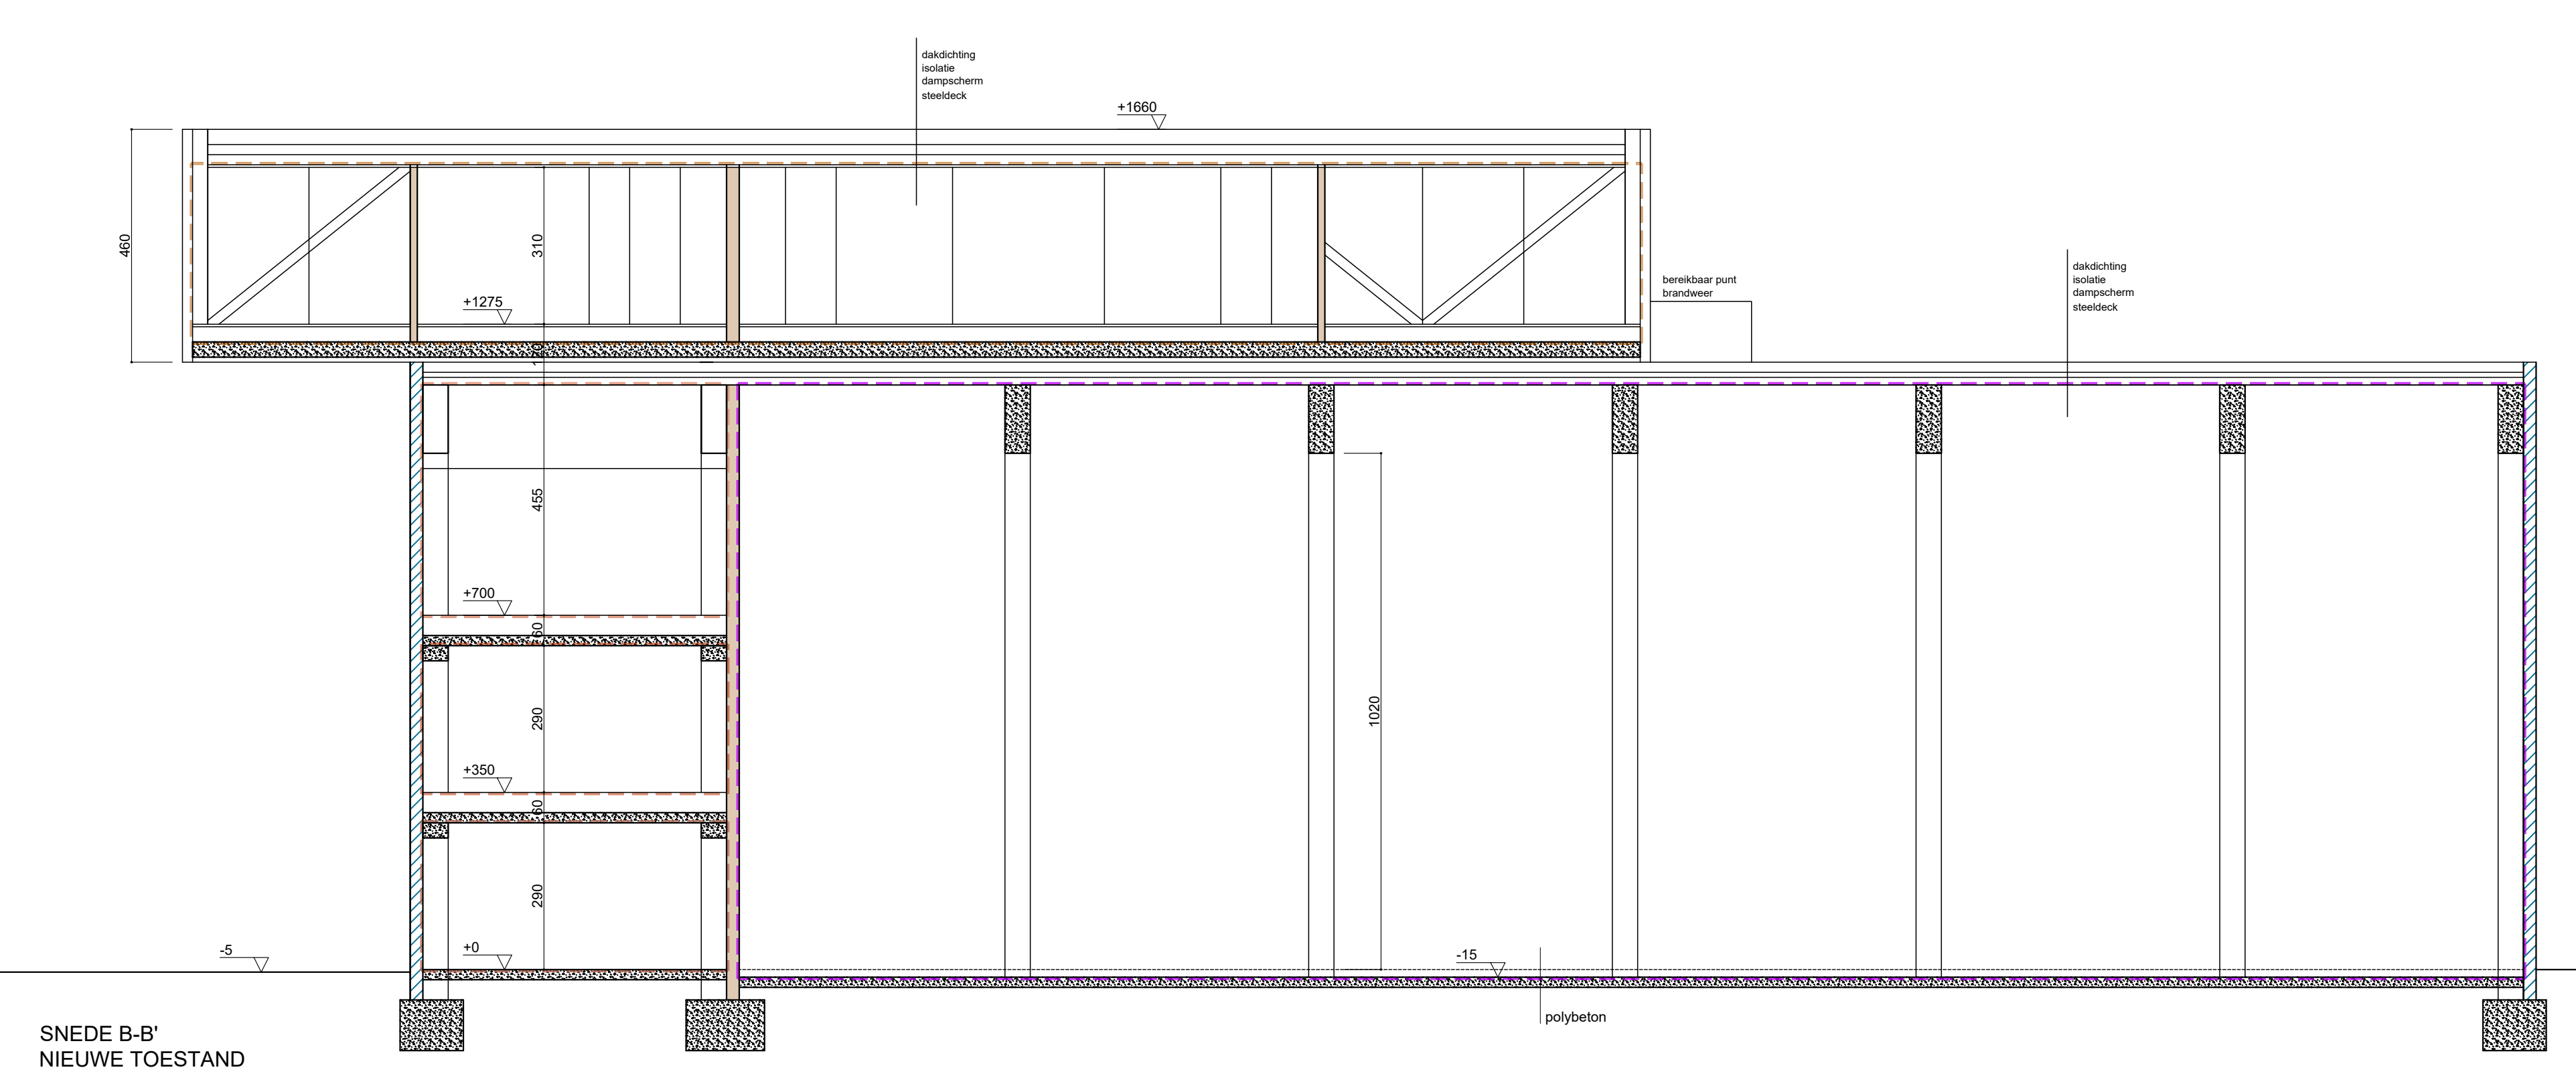 dakdichting
isolatie
dampscherm
steeldeck
+1660
460
310
+1275
bereikbaar punt
brandweer
dakdichting
isolatie
dampscherm
steeldeck
455
+700
60
290
1020
+350
60
290
+0
-5
-15
polybeton
SNEDE B-B'
NIEUWE TOESTAND